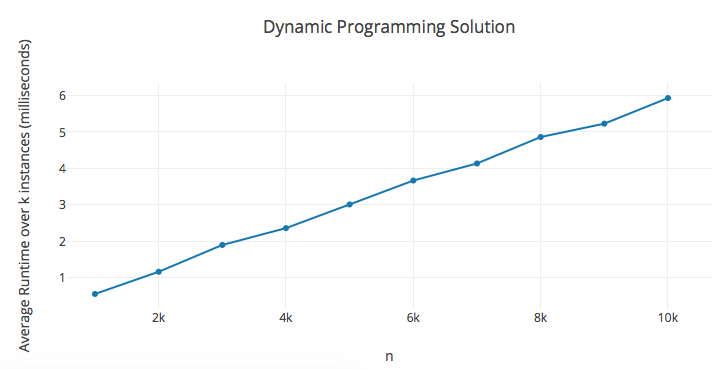 Dynamic Programming Solution
Average Runtime over k instances (milliseconds)
6
5
4
3
2
1
2k
4k
6k
8k
10k
n